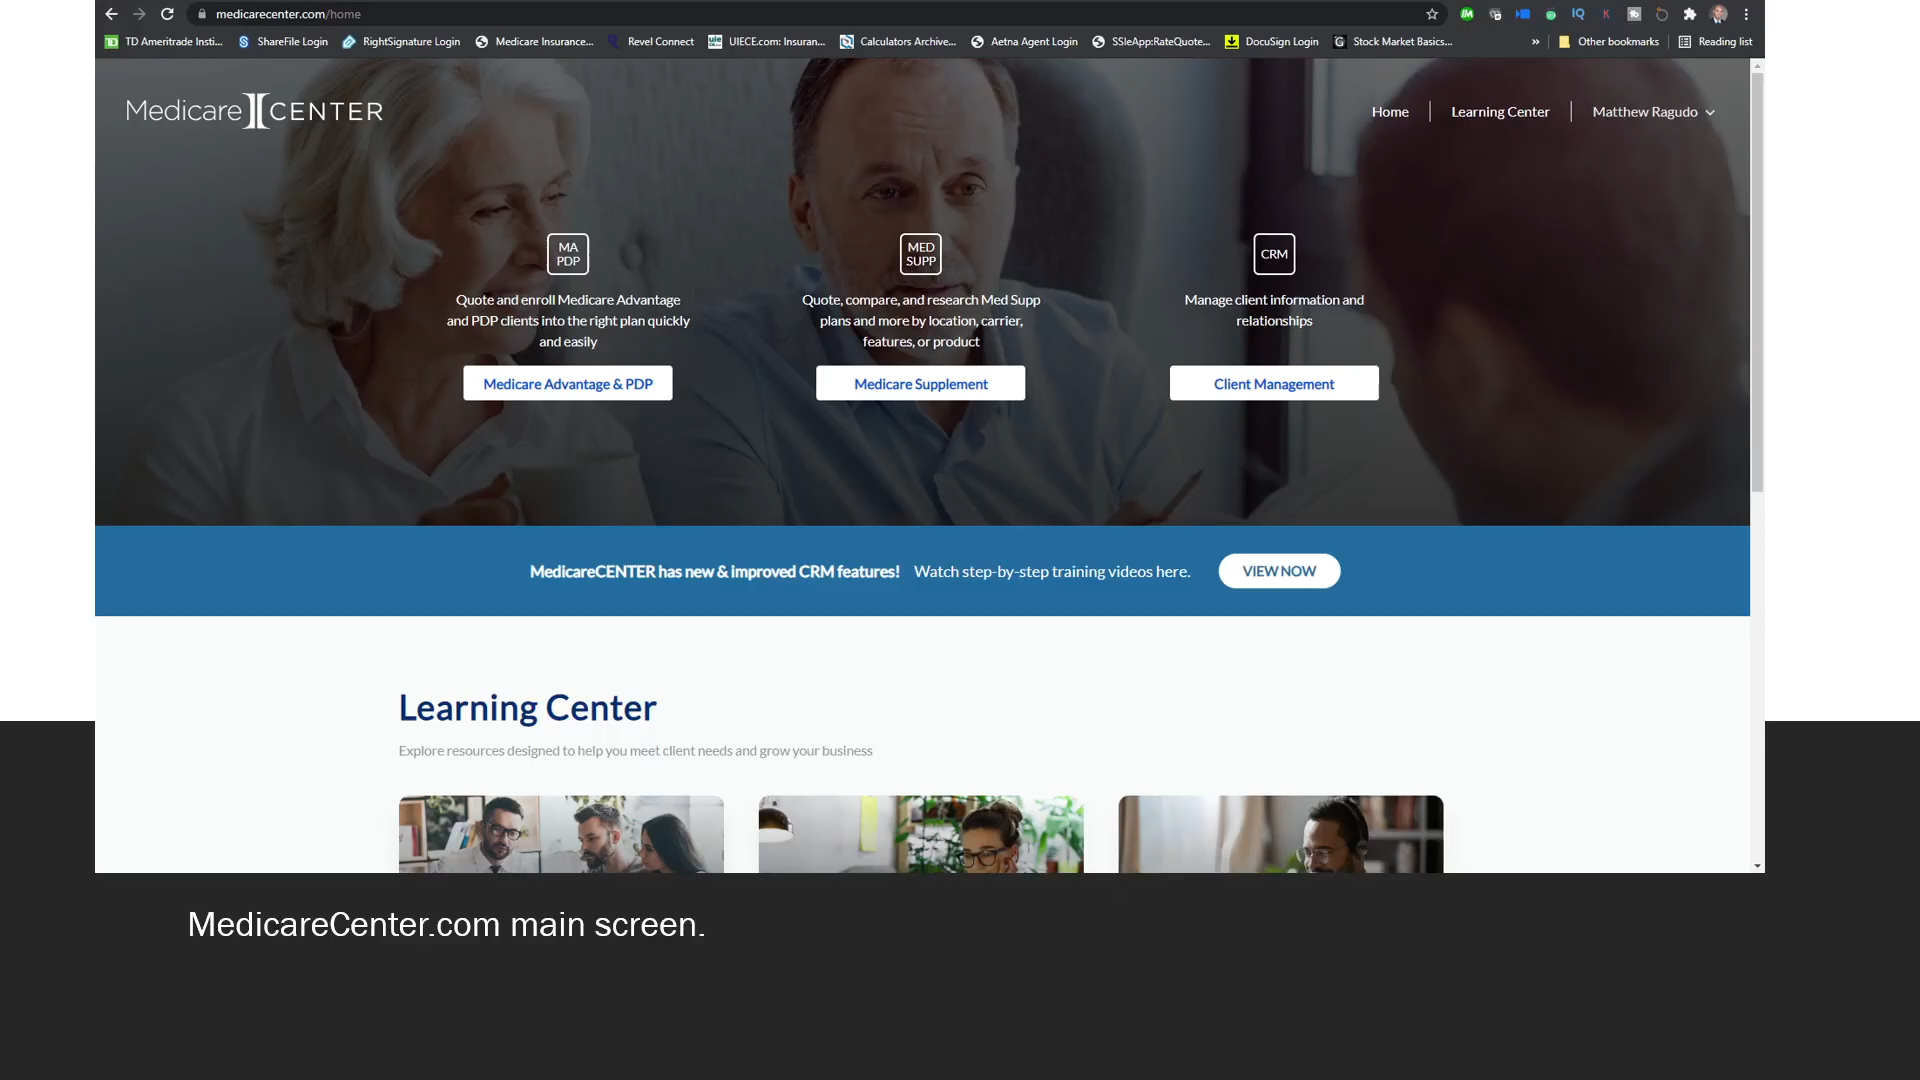 medicarecenter.com/home
TD Ameritrade Insti... ShareFile Login RightSignature Login Medicare Insurance... Revel Connect UIECE.com: Insuran... Calculators Archive... Aetna Agent Login SSIeApp:RateQuote... DocuSign Login Stock Market Basics... » Other bookmarks Reading list
Medicare CENTER Home Learning Center Matthew Ragudo
MA
PDP
Quote and enroll Medicare Advantage
and PDP clients into the right plan quickly
and easily
Medicare Advantage & PDP
MED
SUPP
Quote, compare, and research Med Supp
plans and more by location, carrier,
features, or product
Medicare Supplement
CRM
Manage client information and
relationships
Client Management
MedicareCENTER has new & improved CRM features! Watch step-by-step training videos here. VIEW NOW
Learning Center
Explore resources designed to help you meet client needs and grow your business
MedicareCenter.com main screen.